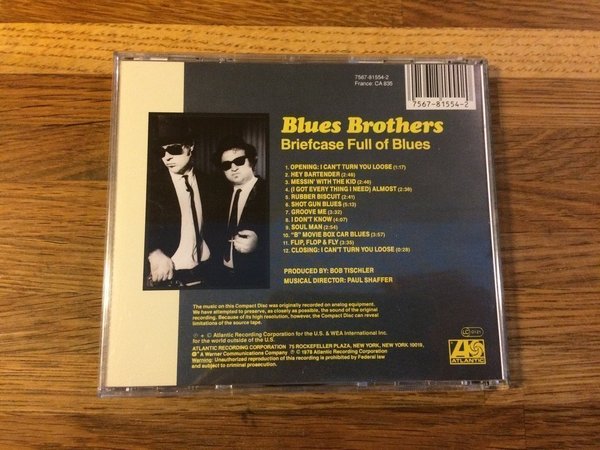 7567-81554-2
France: CA 835
7567-81554-2
Blues Brothers
Briefcase Full of Blues
1. OPENING: I CAN'T TURN YOU LOOSE (1:17)
2. HEY BARTENDER (2:46)
3. MESSIN' WITH THE KID (2:48)
4. (I GOT EVERY THING I NEED) ALMOST (2:38)
5. RUBBER BISCUIT (2:41)
6. SHOT GUN BLUES (5:12)
7. GROOVE ME (3:32)
8. I DON'T KNOW (4:07)
9. SOUL MAN (2:54)
10. "B" MOVIE BOX CAR BLUES (3:57)
11. FLIP, FLOP & FLY (3:35)
12. CLOSING: I CAN'T TURN YOU LOOSE (0:28)
PRODUCED BY: BOB TISCHLER
MUSICAL DIRECTOR: PAUL SHAFFER
The music on this Compact Disc was originally recorded on analog equipment.
We have attempted to preserve, as closely as possible, the sound of the original
recording. Because of its high resolution, however, the Compact Disc can reveal
limitations of the source tape.
℗ + © Atlantic Recording Corporation for the U.S. & WEA International Inc.
for the world outside of the U.S.
ATLANTIC RECORDING CORPORATION 75 ROCKEFELLER PLAZA, NEW YORK, NEW YORK 10019,
A Warner Communications Company ℗ © 1978 Atlantic Recording Corporation
Warning: Unauthorized reproduction of this recording is prohibited by Federal law
and subject to criminal prosecution.
ATLANTIC